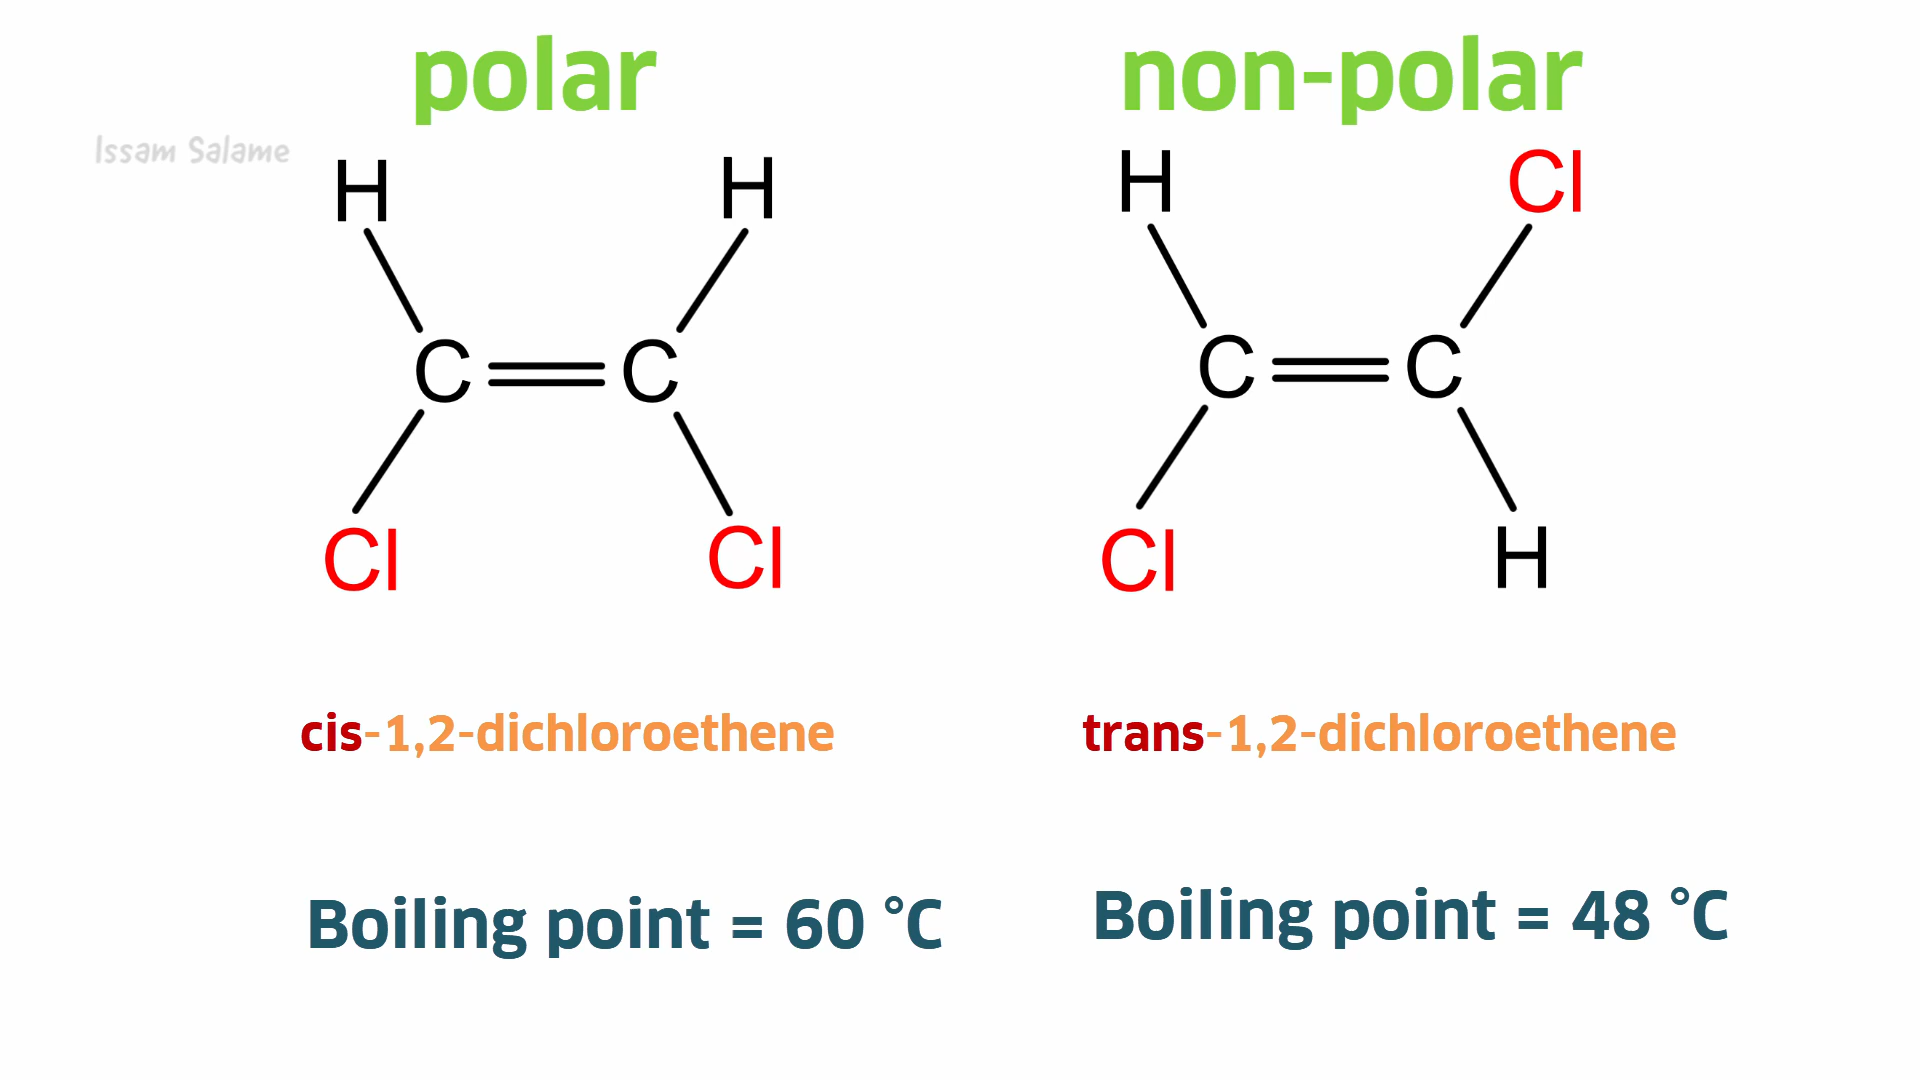 polar
non-polar
Issam Salame
H H
H Cl
C C
C C
Cl Cl
Cl H
cis-1,2-dichloroethene
trans-1,2-dichloroethene
Boiling point = 60 °C
Boiling point = 48 °C